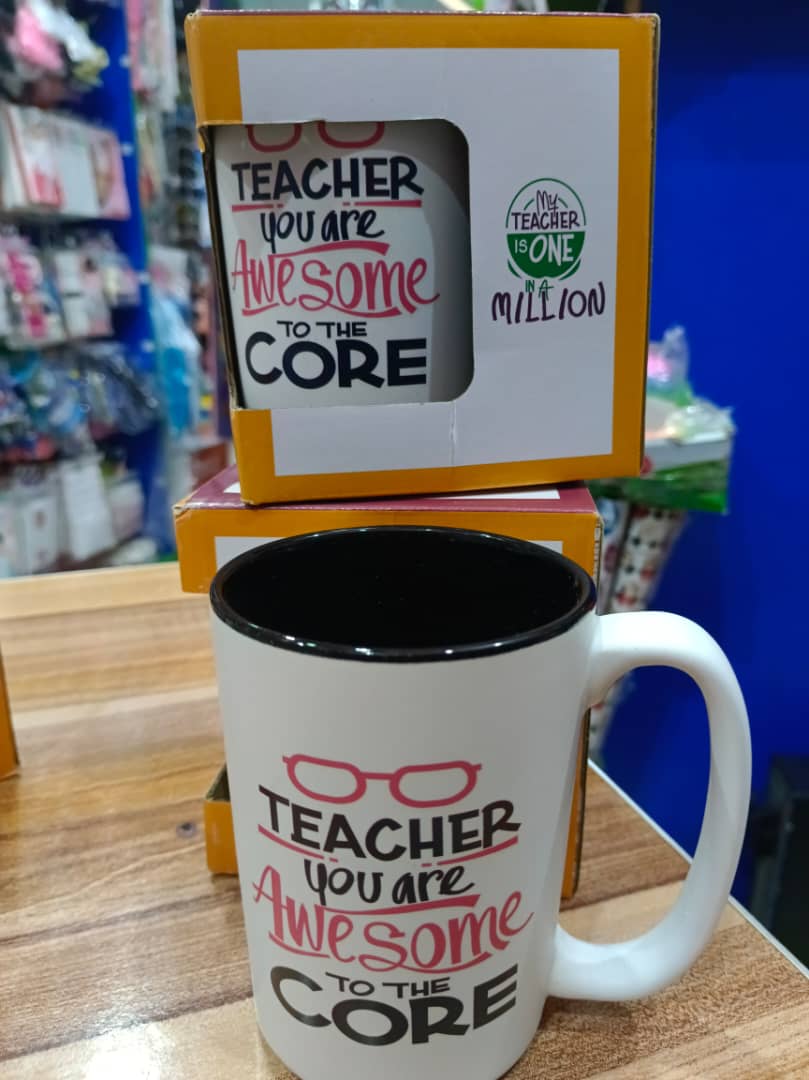 TEACHER
you are
Awesome
TO THE
CORE
My
TEACHER
IS ONE
IN A
MILLION
TEACHER
you are
Awesome
TO THE
CORE